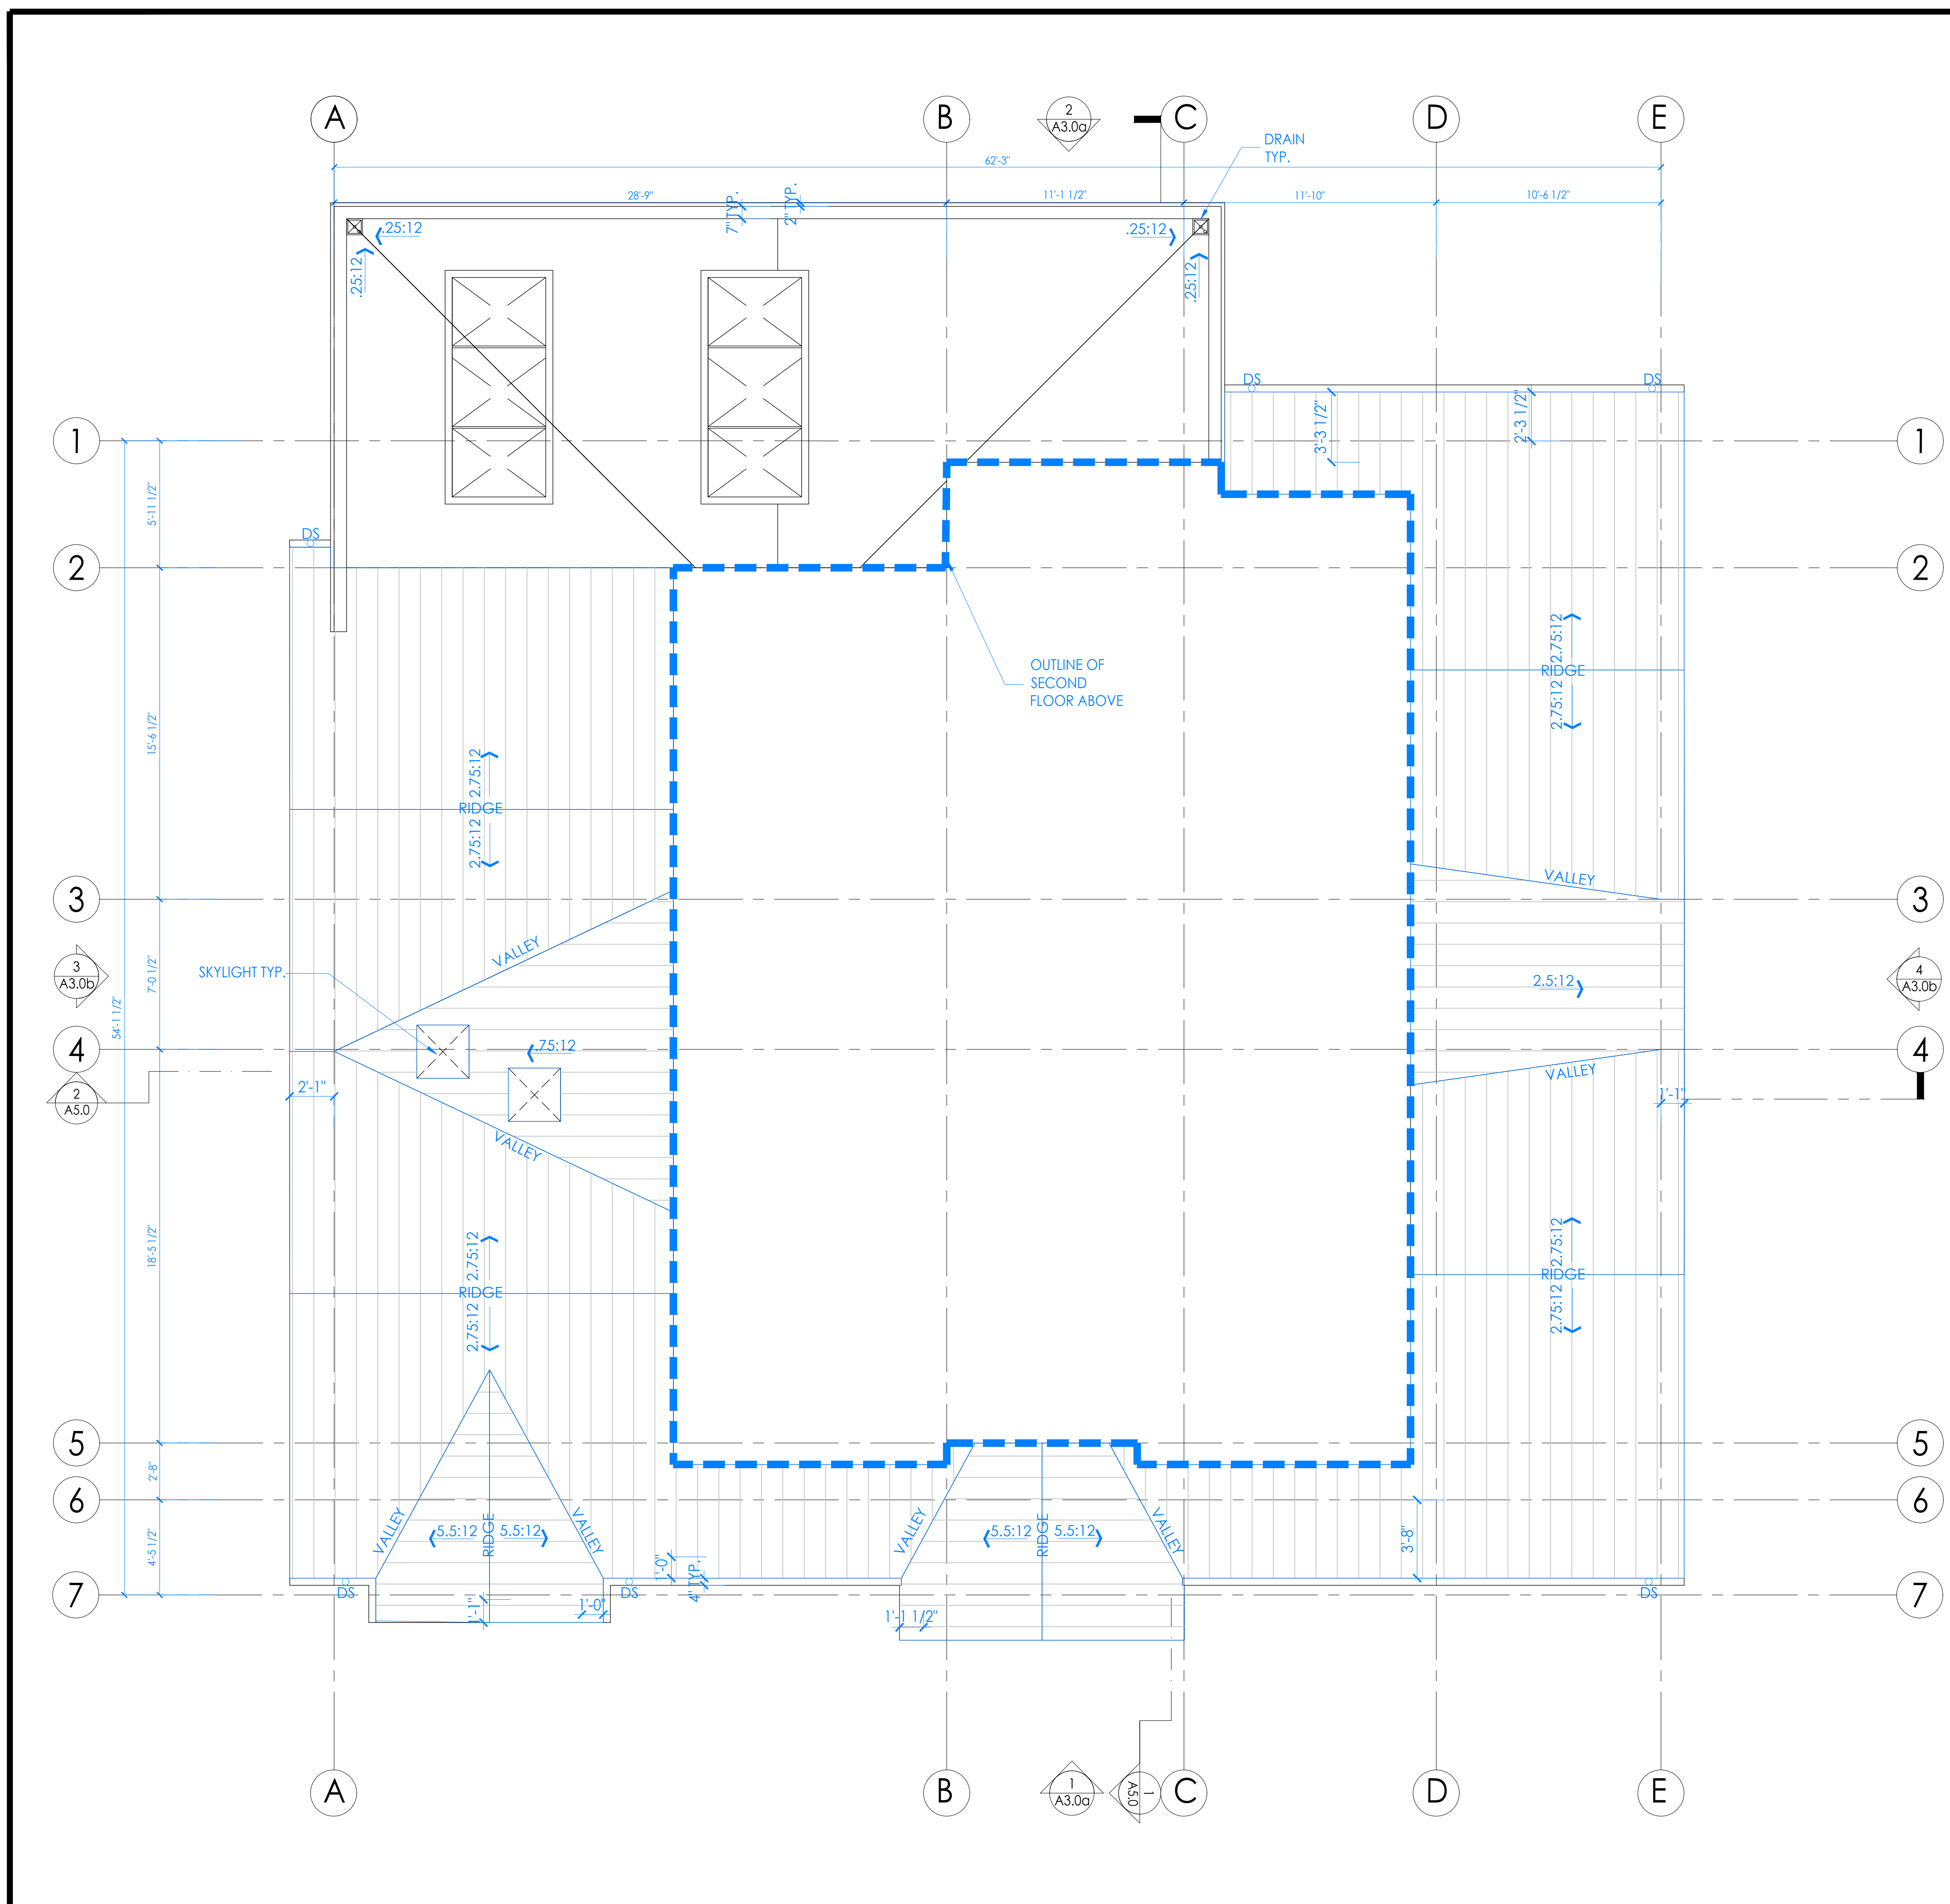 A
B
2
A3.0a
C
D
E
DRAIN
TYP.
62'-3"
28'-9"
7" TYP.
2" TYP.
11'-1 1/2"
11'-10"
10'-6 1/2"
.25:12
.25:12
.25:12
.25:12
DS
DS
3'-3 1/2"
2'-3 1/2"
1
1
5'-11 1/2"
DS
2
2
OUTLINE OF
SECOND
FLOOR ABOVE
2.75:12
RIDGE
2.75:12
15'-6 1/2"
2.75:12
RIDGE
2.75:12
3
VALLEY
3
VALLEY
3
A3.0b
SKYLIGHT TYP.
7'-0 1/2"
54'-1 1/2"
2.5:12
4
A3.0b
4
.75:12
4
2
A5.0
2'-1"
VALLEY
1'-1"
VALLEY
18'-5 1/2"
2.75:12
RIDGE
2.75:12
2.75:12
RIDGE
2.75:12
5
5
2'-8"
6
6
4'-5 1/2"
VALLEY
5.5:12
RIDGE
5.5:12
VALLEY
1'-0"
4" TYP.
VALLEY
5.5:12
RIDGE
5.5:12
VALLEY
3'-8"
7
DS
1'-1"
1'-0"
DS
1'-1 1/2"
DS
7
A
B
1
A3.0a
1
A5.0
C
D
E